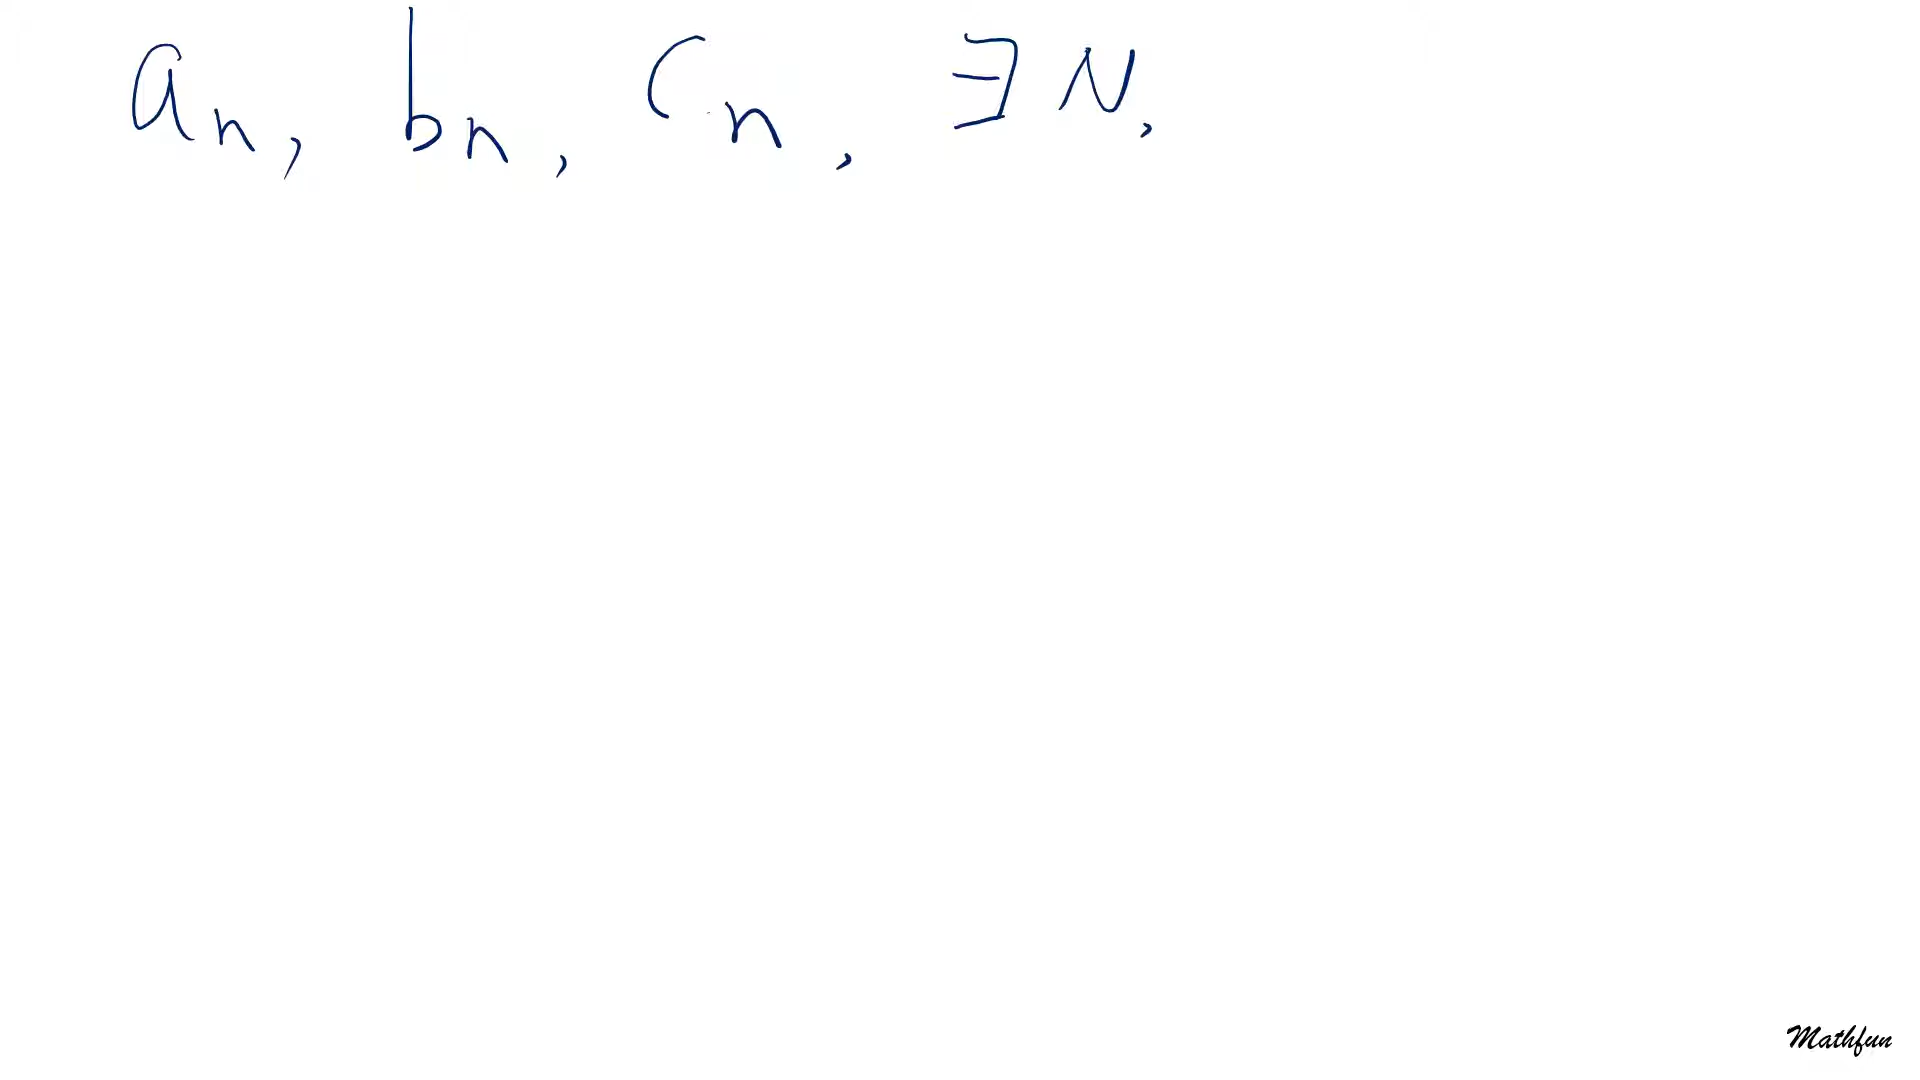 aₙ, bₙ, cₙ, ∃ N,
Mathfun